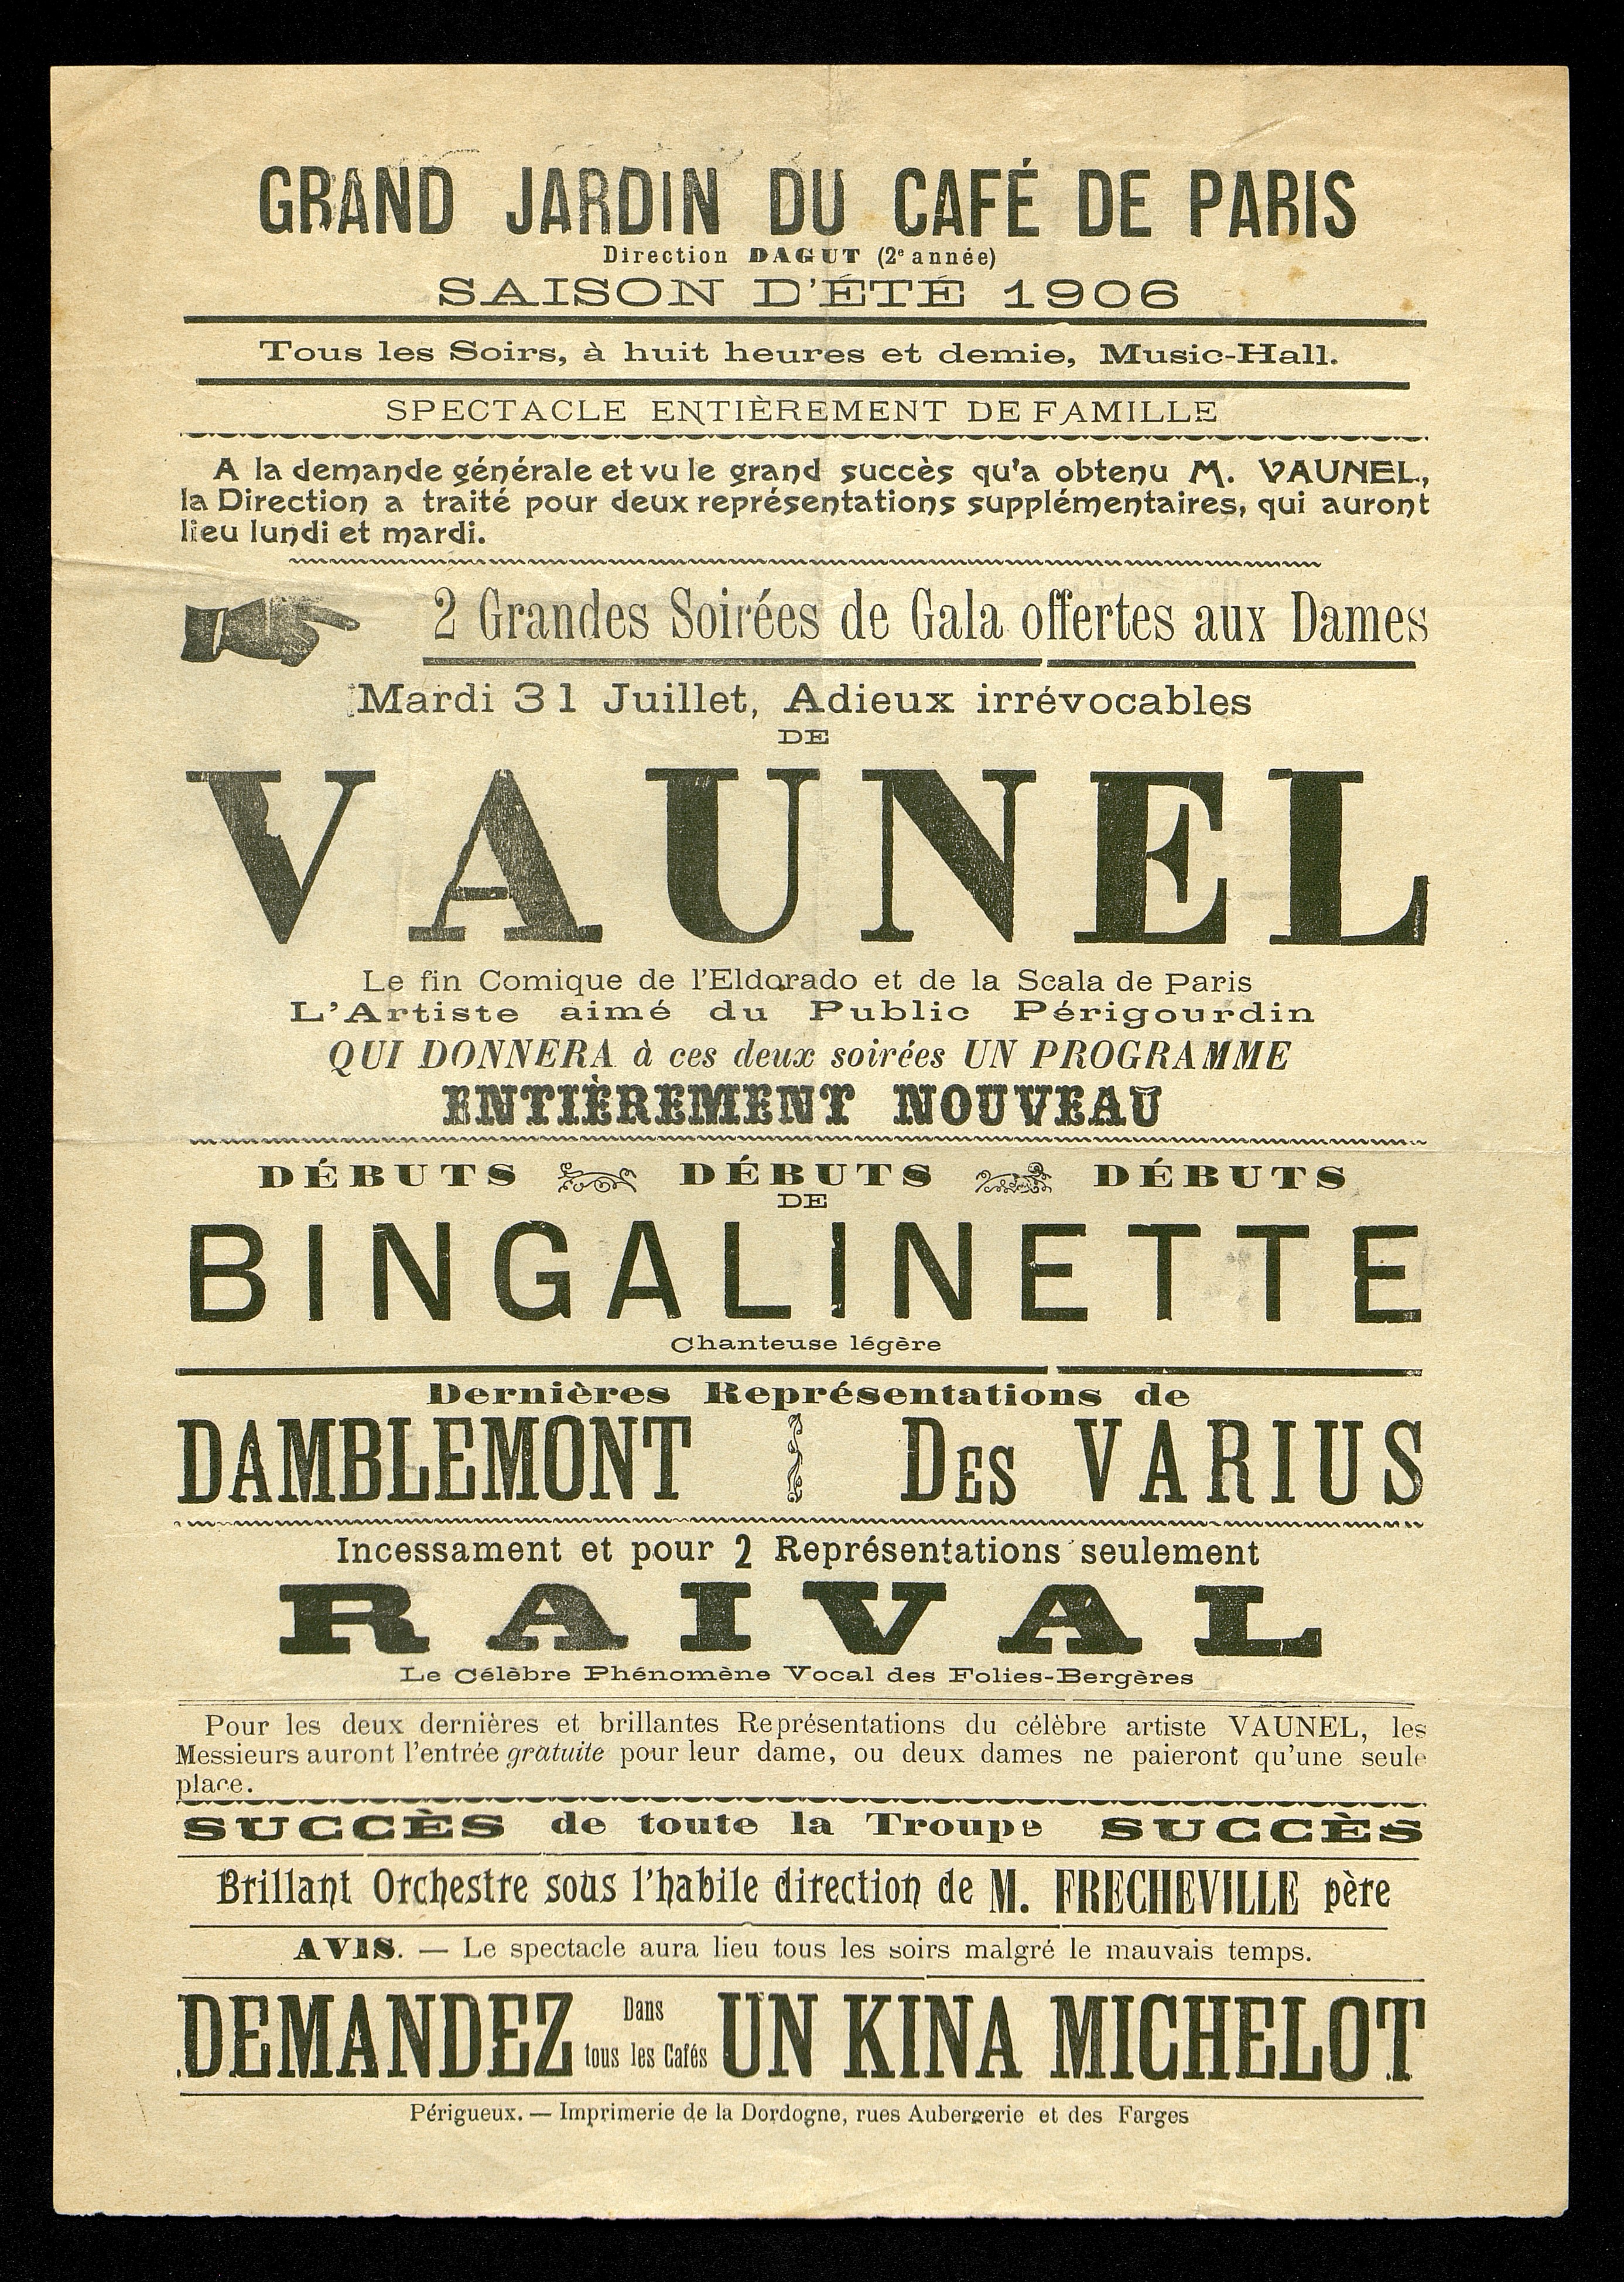 GRAND JARDIN DU CAFÉ DE PARIS
Direction DAGUT (2e année)
SAISON D'ÉTÉ 1906
Tous les Soirs, à huit heures et demie, Music-Hall.
SPECTACLE ENTIÈREMENT DE FAMILLE
A la demande générale et vu le grand succès qu'a obtenu M. VAUNEL,
la Direction a traité pour deux représentations supplémentaires, qui auront
lieu lundi et mardi.
2 Grandes Soirées de Gala offertes aux Dames
Mardi 31 Juillet, Adieux irrévocables
DE
VAUNEL
Le fin Comique de l'Eldorado et de la Scala de Paris
L'Artiste aimé du Public Périgourdin
QUI DONNERA à ces deux soirées UN PROGRAMME
ENTIÈREMENT NOUVEAU
DÉBUTS DÉBUTS DÉBUTS
DE
BINGALINETTE
Chanteuse légère
Dernières Représentations de
DAMBLEMONT DES VARIUS
Incessament et pour 2 Représentations seulement
RAIVAL
Le Célèbre Phénomène Vocal des Folies-Bergères
Pour les deux dernières et brillantes Représentations du célèbre artiste VAUNEL, les
Messieurs auront l'entrée gratuite pour leur dame, ou deux dames ne paieront qu'une seule
place.
SUCCÈS de toute la Troupe SUCCÈS
Brillant Orchestre sous l'habile direction de M. FRECHEVILLE père
AVIS. — Le spectacle aura lieu tous les soirs malgré le mauvais temps.
DEMANDEZ Dans tous les Cafés UN KINA MICHELOT
Périgueux. — Imprimerie de la Dordogne, rues Aubergerie et des Farges